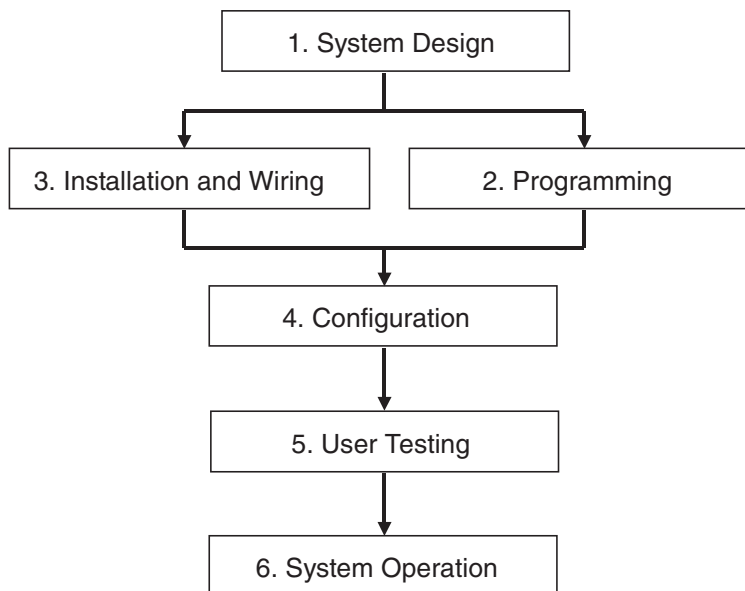 1. System Design
3. Installation and Wiring
2. Programming
4. Configuration
5. User Testing
6. System Operation